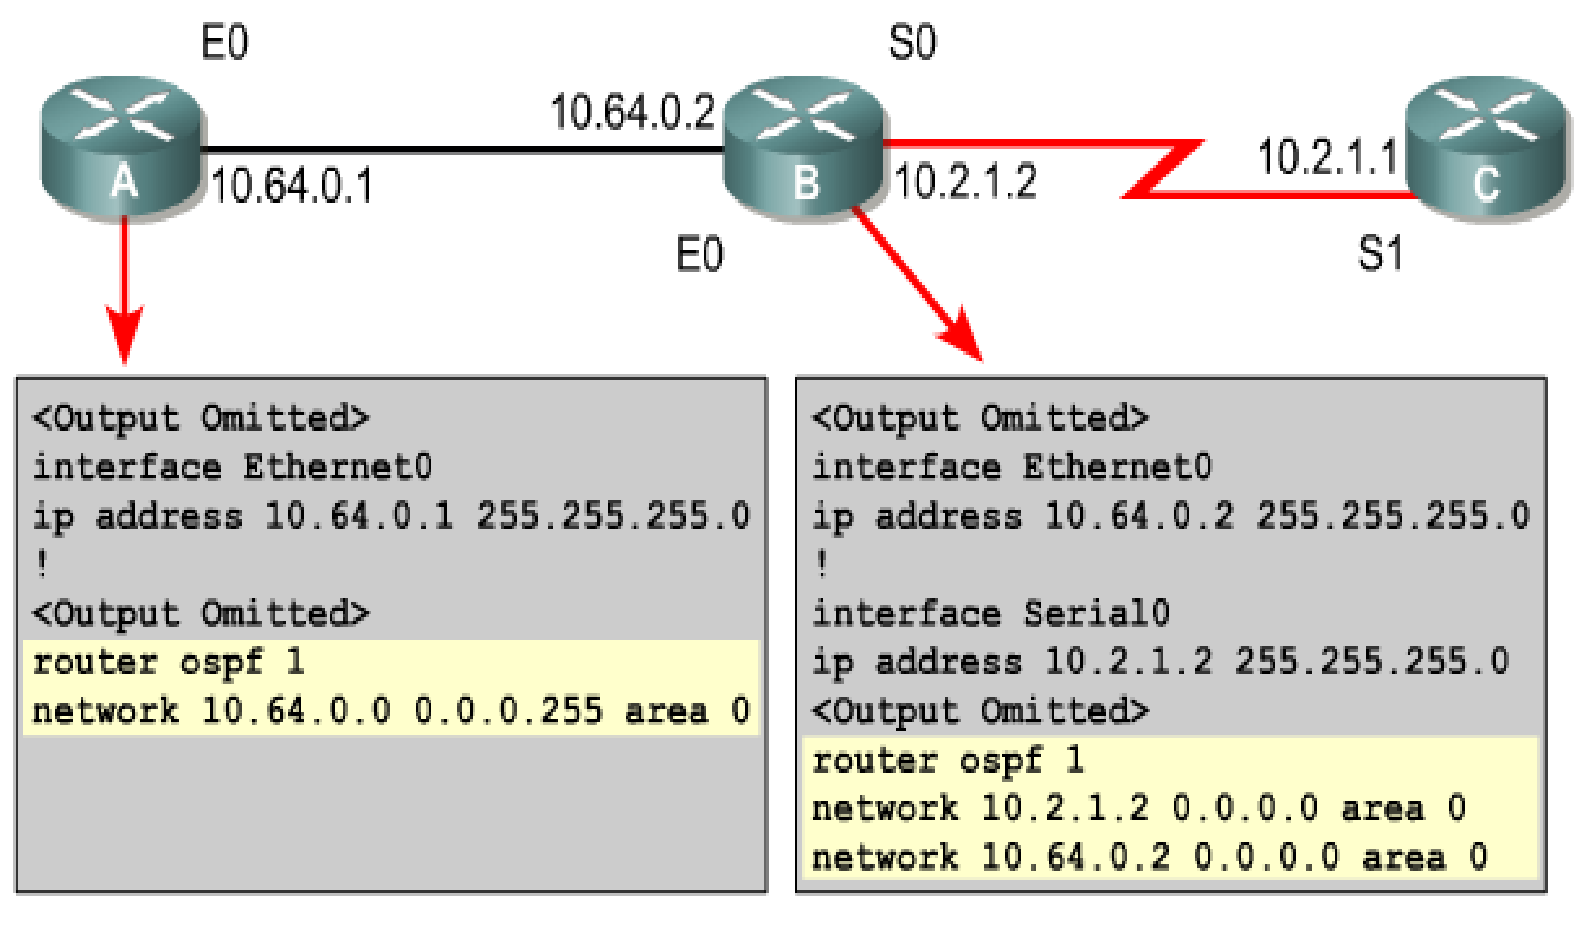 E0
S0
10.64.0.2
10.2.1.1
A
10.64.0.1
B
10.2.1.2
C
E0
S1
<Output Omitted>
interface Ethernet0
ip address 10.64.0.1 255.255.255.0
!
<Output Omitted>
router ospf 1
network 10.64.0.0 0.0.0.255 area 0
<Output Omitted>
interface Ethernet0
ip address 10.64.0.2 255.255.255.0
!
interface Serial0
ip address 10.2.1.2 255.255.255.0
<Output Omitted>
router ospf 1
network 10.2.1.2 0.0.0.0 area 0
network 10.64.0.2 0.0.0.0 area 0